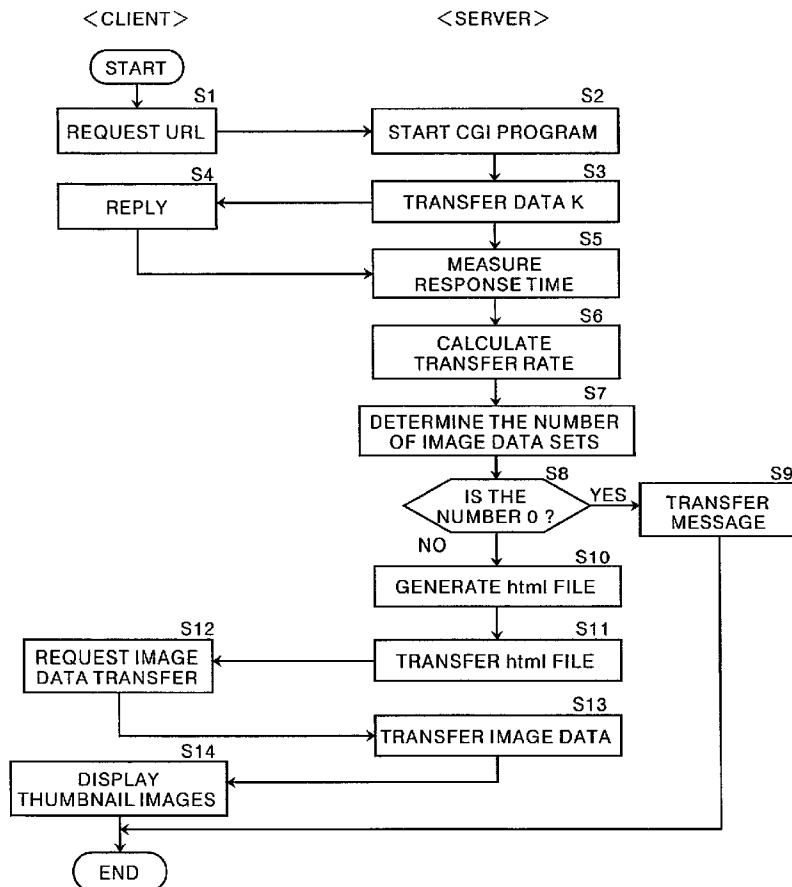 <CLIENT>
<SERVER>
START
S1
REQUEST URL
S2
START CGI PROGRAM
S3
TRANSFER DATA K
S4
REPLY
S5
MEASURE
RESPONSE TIME
S6
CALCULATE
TRANSFER RATE
S7
DETERMINE THE NUMBER
OF IMAGE DATA SETS
S8
IS THE
NUMBER 0 ?
YES
NO
S9
TRANSFER
MESSAGE
S10
GENERATE html FILE
S11
TRANSFER html FILE
S12
REQUEST IMAGE
DATA TRANSFER
S13
TRANSFER IMAGE DATA
S14
DISPLAY
THUMBNAIL IMAGES
END